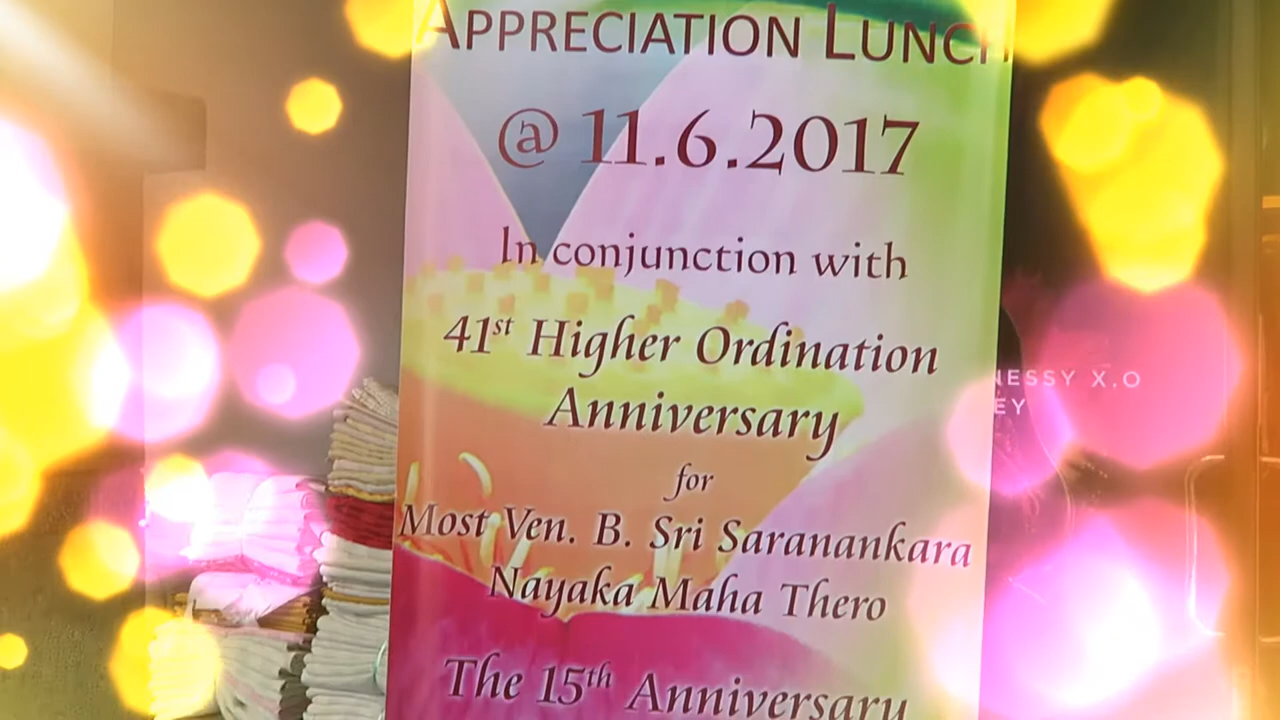 APPRECIATION LUNCH
@ 11.6.2017
In conjunction with
41st Higher Ordination
Anniversary
for
Most Ven. B. Sri Saranankara
Nayaka Maha Thero
The 15th Anniversary
X.O